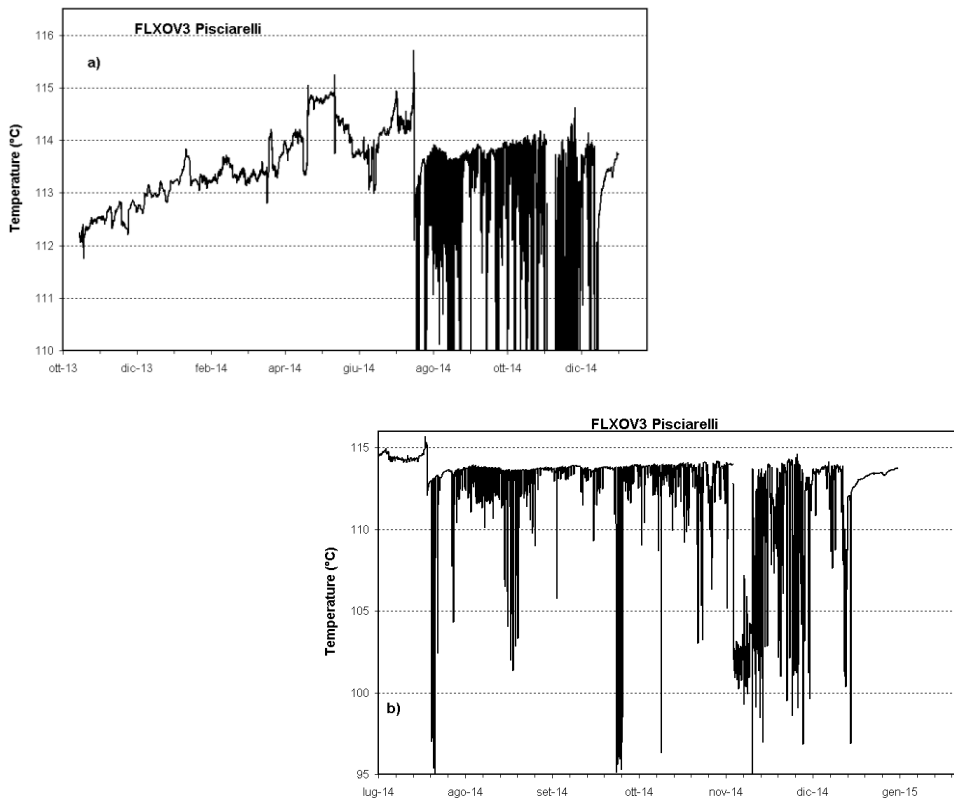 FLXOV3 Pisciarelli
a)
Temperature (°C)
116
115
114
113
112
111
110
ott-13 dic-13 feb-14 apr-14 giu-14 ago-14 ott-14 dic-14
FLXOV3 Pisciarelli
b)
Temperature (°C)
115
110
105
100
95
lug-14 ago-14 set-14 ott-14 nov-14 dic-14 gen-15